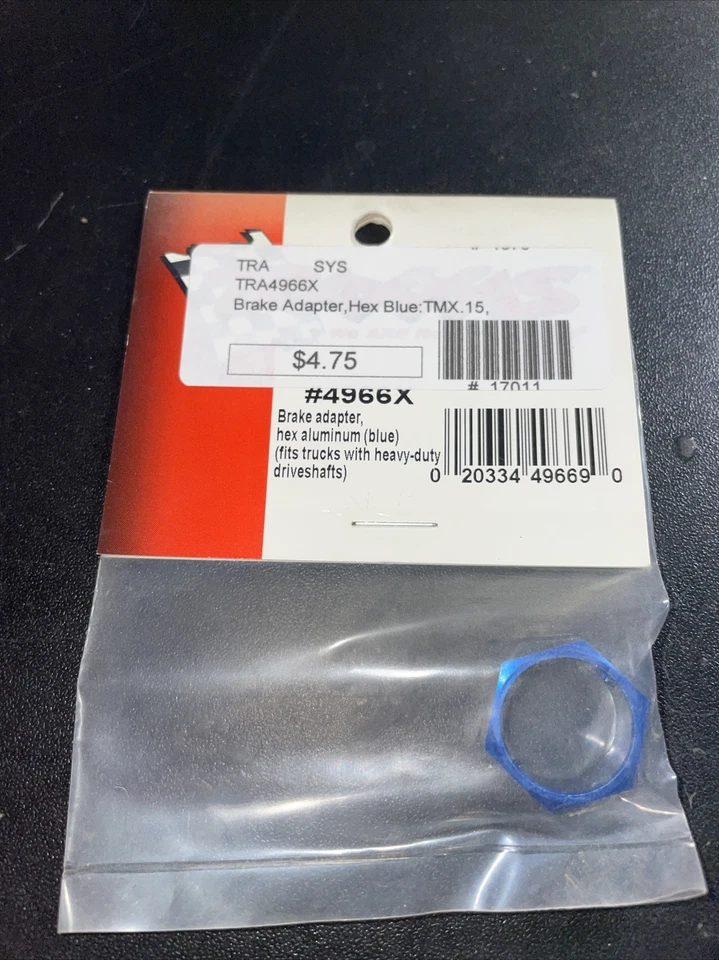 TRA SYS
TRA4966X
Brake Adapter,Hex Blue:TMX.15,
$4.75
# 17011
#4966X
Brake adapter,
hex aluminum (blue)
(fits trucks with heavy-duty
driveshafts)
0 20334 49669 0